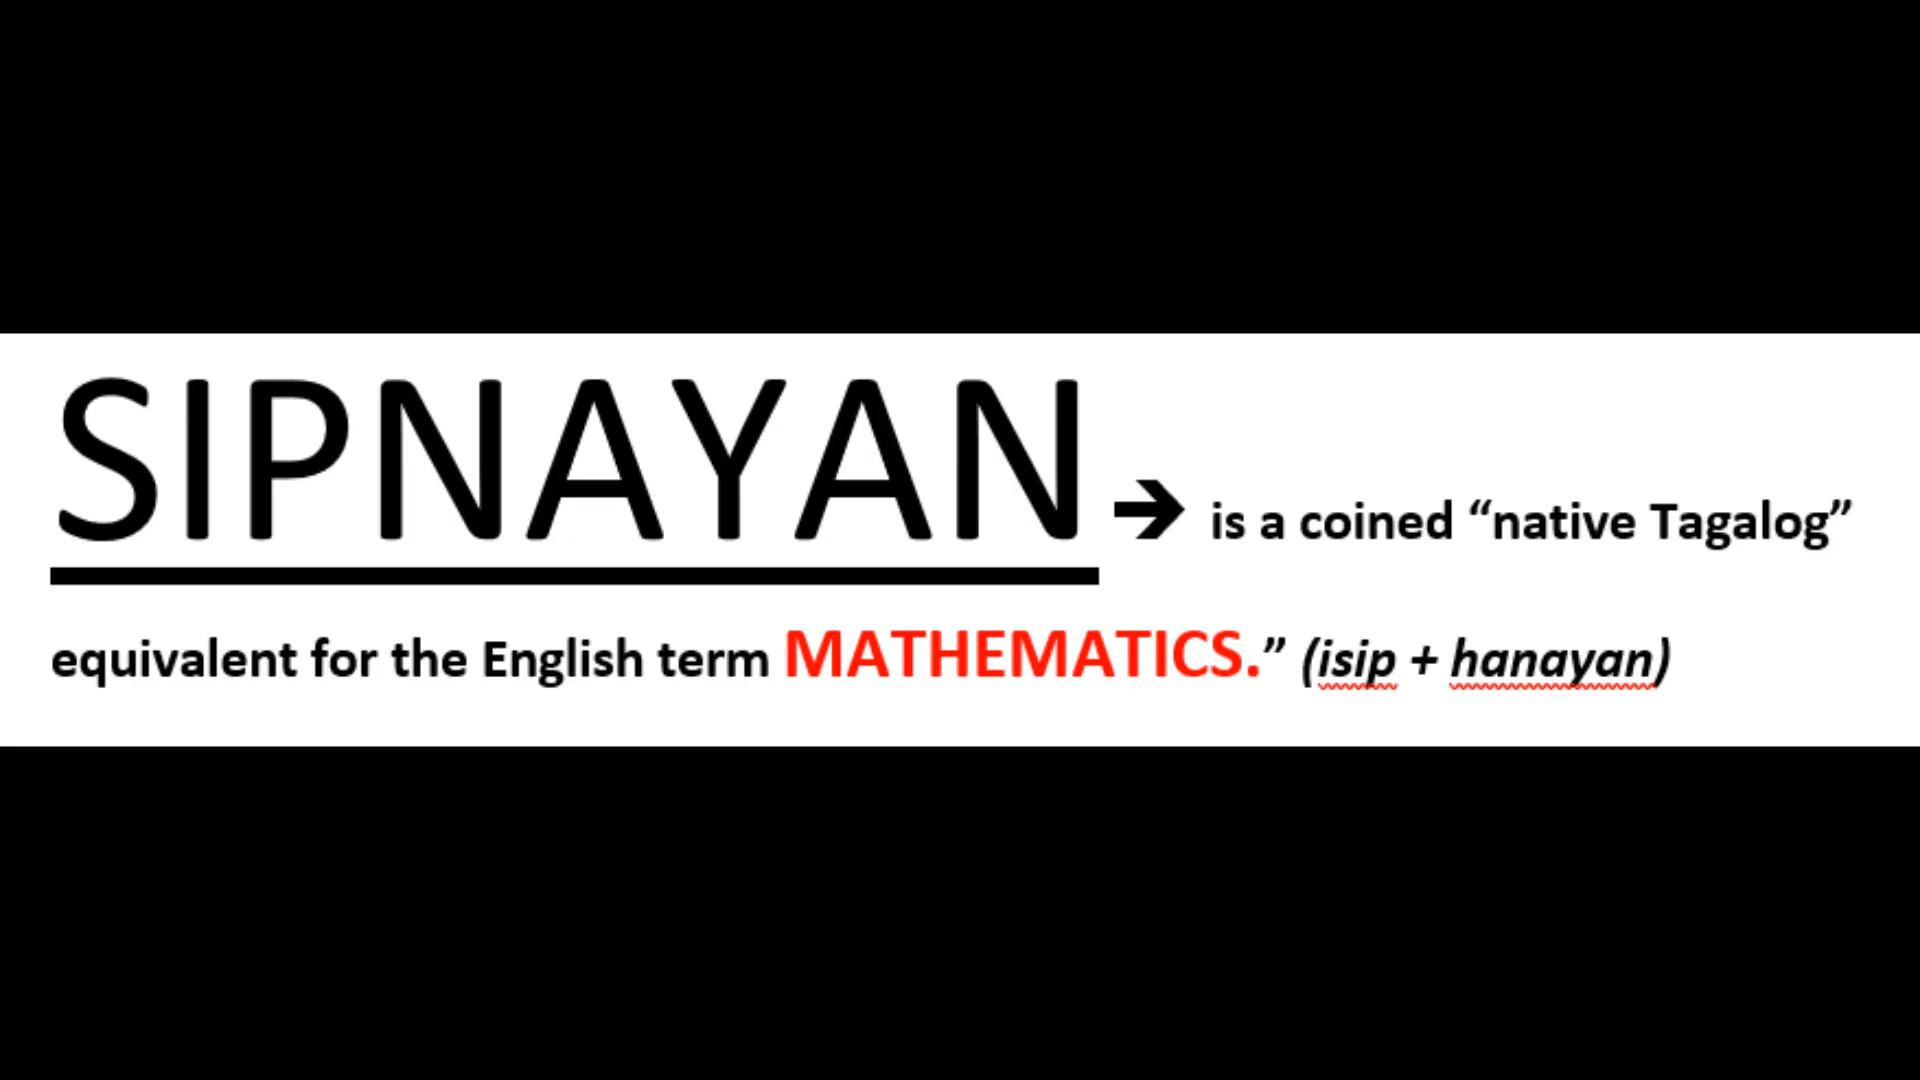 SIPNAYAN → is a coined “native Tagalog”
equivalent for the English term MATHEMATICS.” (isip + hanayan)